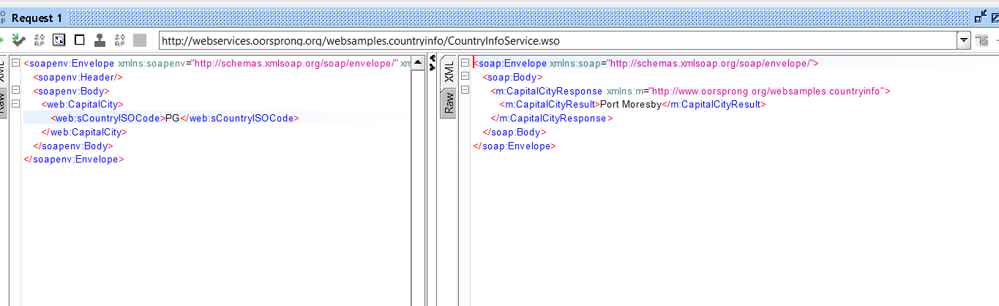 Request 1
http://webservices.oorsprong.org/websamples.countryinfo/CountryInfoService.wso
XML
Raw
<soapenv:Envelope xmlns:soapenv="http://schemas.xmlsoap.org/soap/envelope/"
<soapenv:Header/>
<soapenv:Body>
<web:CapitalCity>
<web:sCountryISOCode>PG</web:sCountryISOCode>
</web:CapitalCity>
</soapenv:Body>
</soapenv:Envelope>
XML
Raw
<soap:Envelope xmlns:soap="http://schemas.xmlsoap.org/soap/envelope/">
<soap:Body>
<m:CapitalCityResponse xmlns:m="http://www.oorsprong.org/websamples.countryinfo">
<m:CapitalCityResult>Port Moresby</m:CapitalCityResult>
</m:CapitalCityResponse>
</soap:Body>
</soap:Envelope>